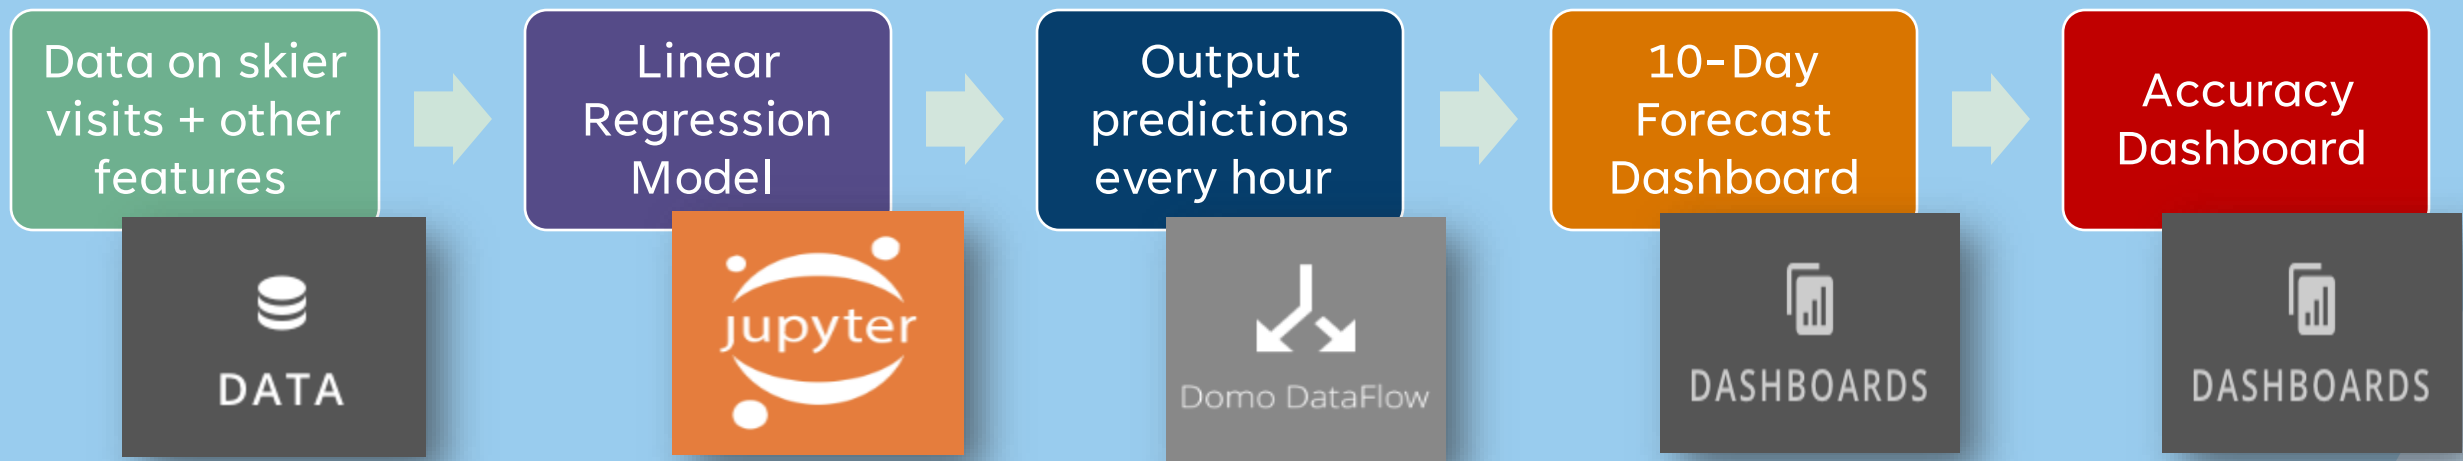 Data on skier
visits + other
features
DATA
Linear
Regression
Model
jupyter
Output
predictions
every hour
Domo DataFlow
10-Day
Forecast
Dashboard
DASHBOARDS
Accuracy
Dashboard
DASHBOARDS